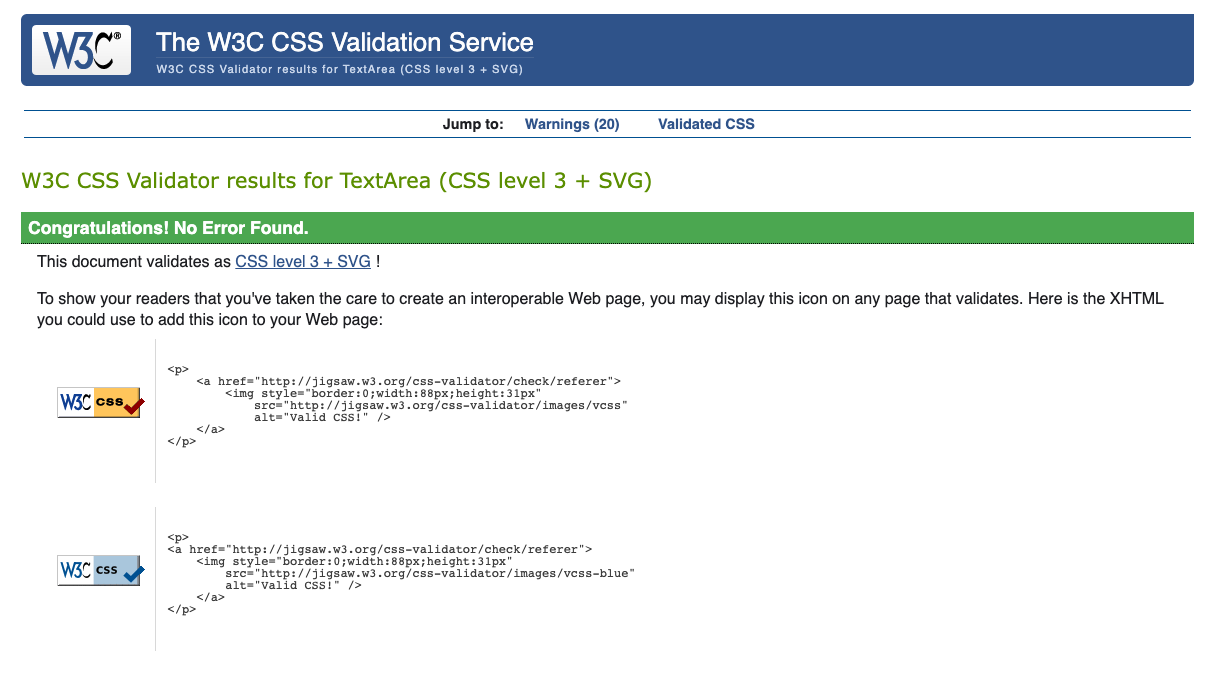 W3C®
The W3C CSS Validation Service
W3C CSS Validator results for TextArea (CSS level 3 + SVG)
Jump to: Warnings (20) Validated CSS
W3C CSS Validator results for TextArea (CSS level 3 + SVG)
Congratulations! No Error Found.
This document validates as CSS level 3 + SVG !
To show your readers that you've taken the care to create an interoperable Web page, you may display this icon on any page that validates. Here is the XHTML
you could use to add this icon to your Web page:
W3C css
<p>
    <a href="http://jigsaw.w3.org/css-validator/check/referer">
        <img style="border:0;width:88px;height:31px"
            src="http://jigsaw.w3.org/css-validator/images/vcss"
            alt="Valid CSS!" />
    </a>
</p>
W3C css
<p>
<a href="http://jigsaw.w3.org/css-validator/check/referer">
    <img style="border:0;width:88px;height:31px"
        src="http://jigsaw.w3.org/css-validator/images/vcss-blue"
        alt="Valid CSS!" />
    </a>
</p>